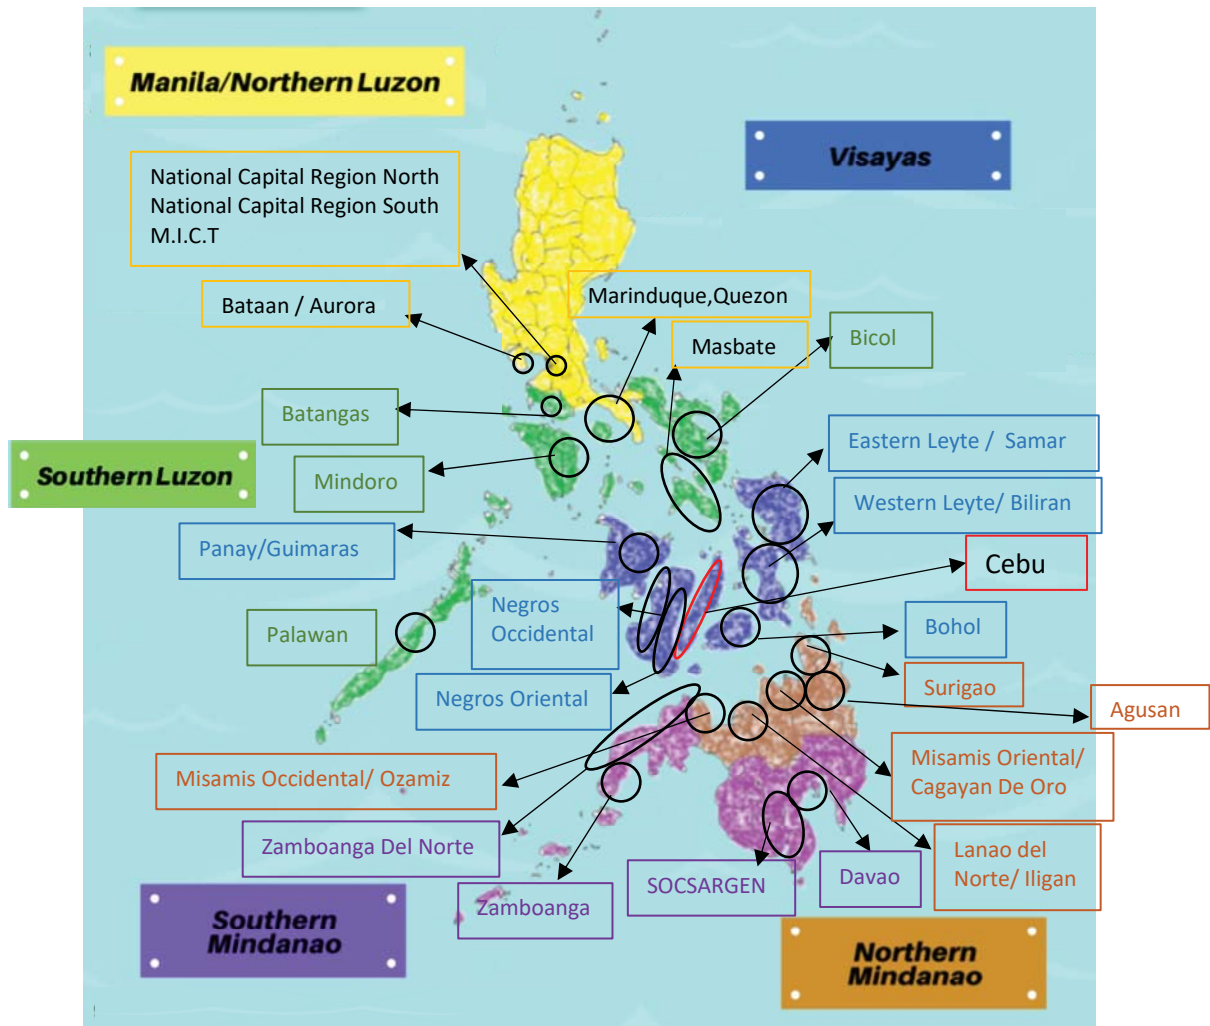 Manila/Northern Luzon
Visayas
National Capital Region North
National Capital Region South
M.I.C.T
Bataan / Aurora
Marinduque,Quezon
Masbate
Bicol
Batangas
Eastern Leyte /  Samar
Southern Luzon
Mindoro
Western Leyte/ Biliran
Panay/Guimaras
Cebu
Negros
Occidental
Palawan
Bohol
Negros Oriental
Surigao
Agusan
Misamis Occidental/ Ozamiz
Misamis Oriental/
Cagayan De Oro
Zamboanga Del Norte
Lanao del
Norte/ Iligan
SOCSARGEN
Davao
Zamboanga
Southern
Mindanao
Northern
Mindanao